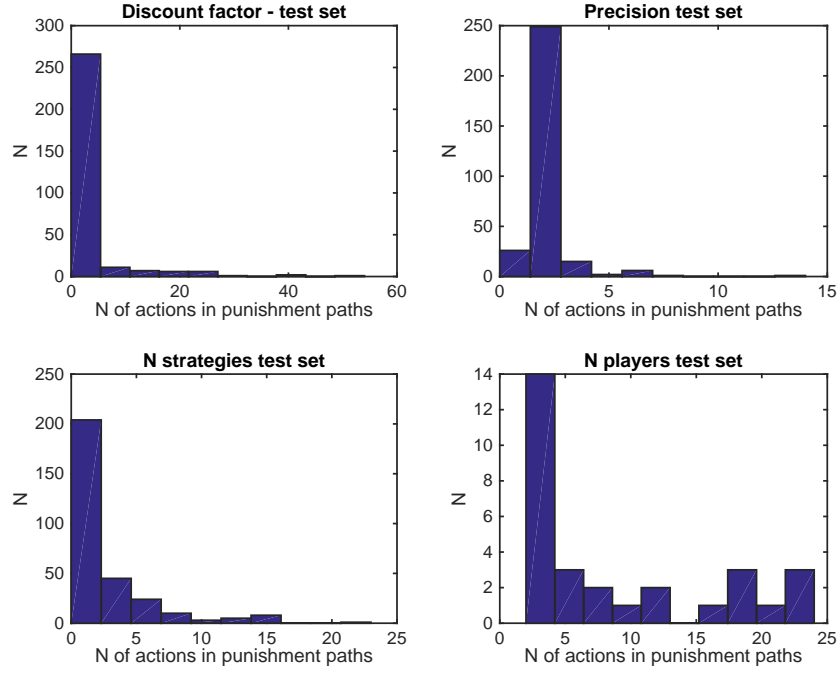 Discount factor - test set
300
250
200
150
100
50
0
N
0 20 40 60
N of actions in punishment paths
Precision test set
250
200
150
100
50
0
N
0 5 10 15
N of actions in punishment paths
N strategies test set
250
200
150
100
50
0
N
0 5 10 15 20 25
N of actions in punishment paths
N players test set
14
12
10
8
6
4
2
0
N
0 5 10 15 20 25
N of actions in punishment paths